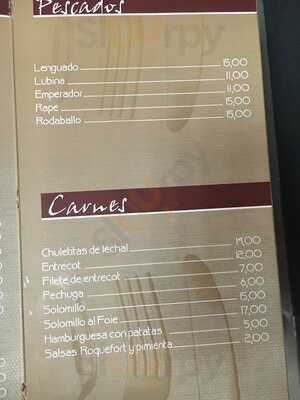 Pescados
Lenguado 15,00
Lubina 11,00
Emperador 11,00
Rape 15,00
Rodaballo 15,00
Carnes
Chuletitas de lechal 14,00
Entrecot 12,00
Filete de entrecot 7,00
Pechuga 6,00
Solomillo 15,00
Solomillo al Foie 17,00
Hamburguesa con patatas 5,00
Salsas Roquefort y pimienta 2,00